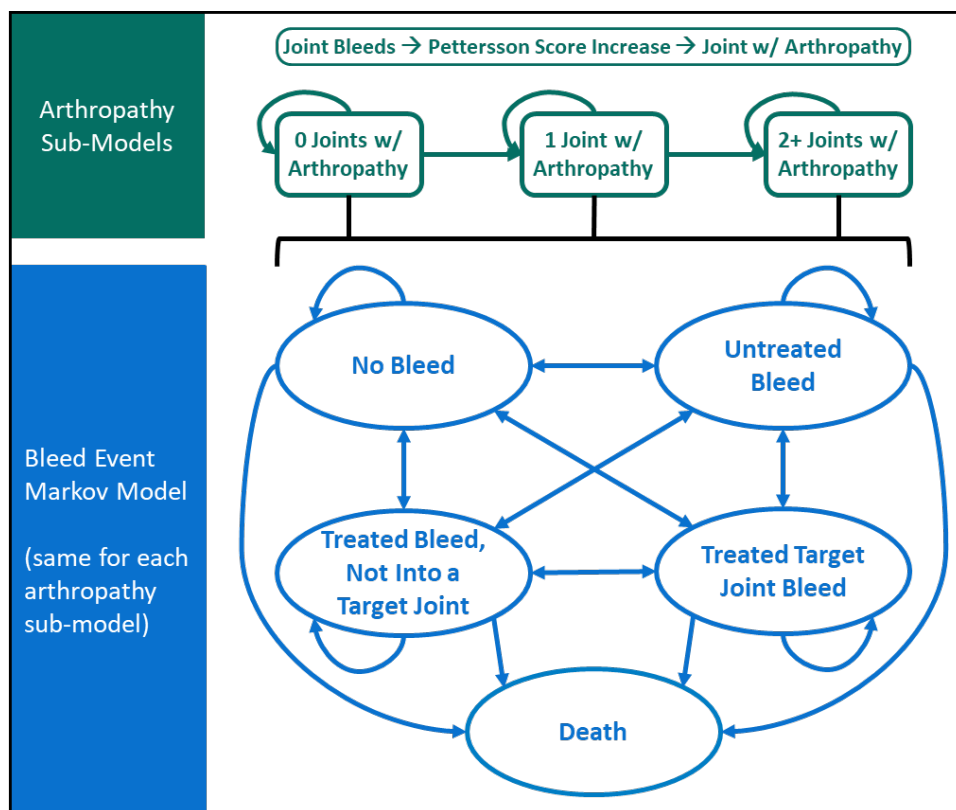 Joint Bleeds → Pettersson Score Increase → Joint w/ Arthropathy
Arthropathy
Sub-Models
0 Joints w/
Arthropathy
1 Joint w/
Arthropathy
2+ Joints w/
Arthropathy
Bleed Event
Markov Model
(same for each
arthropathy
sub-model)
No Bleed
Untreated
Bleed
Treated Bleed,
Not Into a
Target Joint
Treated Target
Joint Bleed
Death